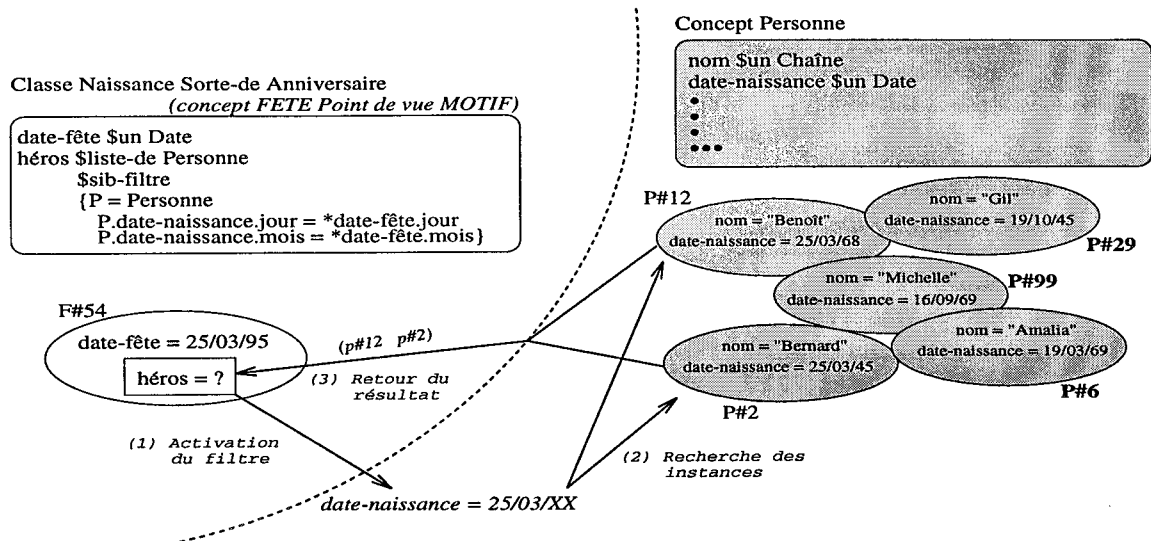 Concept Personne
nom $un Chaîne
date-naissance $un Date
Classe Naissance Sorte-de Anniversaire
(concept FETE Point de vue MOTIF)
date-fête $un Date
héros $liste-de Personne
$sib-filtre
{P = Personne
P.date-naissance.jour = *date-fête.jour
P.date-naissance.mois = *date-fête.mois}
P#12
nom = "Benoît"
date-naissance = 25/03/68
nom = "Gil"
date-naissance = 19/10/45
P#29
nom = "Michelle"
date-naissance = 16/09/69
P#99
nom = "Bernard"
date-naissance = 25/03/45
P#2
nom = "Amalia"
date-naissance = 19/03/69
P#6
F#54
date-fête = 25/03/95
héros = ?
(p#12 p#2)
(3) Retour du
résultat
(1) Activation
du filtre
(2) Recherche des
instances
date-naissance = 25/03/XX